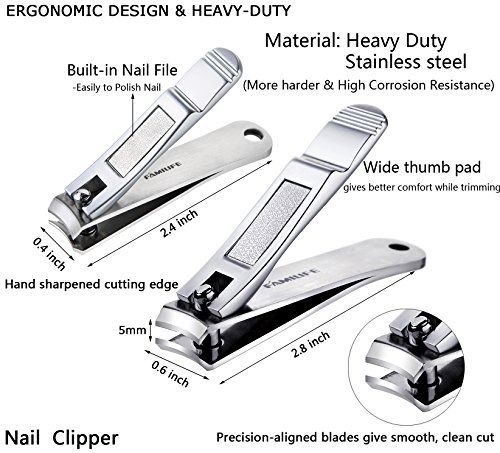 ERGONOMIC DESIGN & HEAVY-DUTY
Material: Heavy Duty
Stainless steel
(More harder & High Corrosion Resistance)
Built-in Nail File
-Easily to Polish Nail
FAMILIFE
Wide thumb pad
gives better comfort while trimming
0.4 inch
2.4 inch
Hand sharpened cutting edge
FAMILIFE
5mm
0.6 inch
2.8 inch
Nail Clipper
Precision-aligned blades give smooth, clean cut